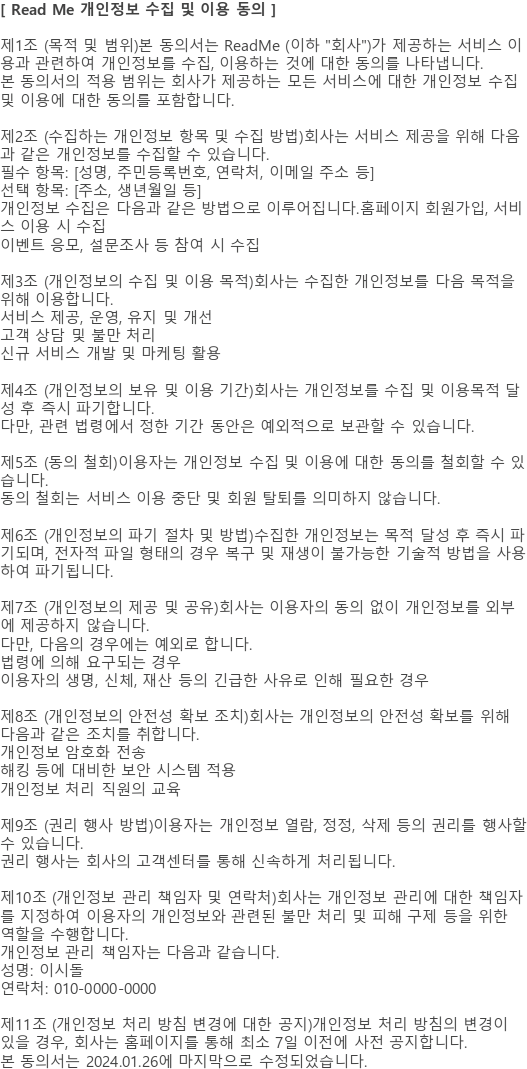 [ Read Me 개인정보 수집 및 이용 동의 ]
제1조 (목적 및 범위)본 동의서는 ReadMe (이하 "회사")가 제공하는 서비스 이
용과 관련하여 개인정보를 수집, 이용하는 것에 대한 동의를 나타냅니다.
본 동의서의 적용 범위는 회사가 제공하는 모든 서비스에 대한 개인정보 수집
및 이용에 대한 동의를 포함합니다.
제2조 (수집하는 개인정보 항목 및 수집 방법)회사는 서비스 제공을 위해 다음
과 같은 개인정보를 수집할 수 있습니다.
필수 항목: [성명, 주민등록번호, 연락처, 이메일 주소 등]
선택 항목: [주소, 생년월일 등]
개인정보 수집은 다음과 같은 방법으로 이루어집니다.홈페이지 회원가입, 서비
스 이용 시 수집
이벤트 응모, 설문조사 등 참여 시 수집
제3조 (개인정보의 수집 및 이용 목적)회사는 수집한 개인정보를 다음 목적을
위해 이용합니다.
서비스 제공, 운영, 유지 및 개선
고객 상담 및 불만 처리
신규 서비스 개발 및 마케팅 활용
제4조 (개인정보의 보유 및 이용 기간)회사는 개인정보를 수집 및 이용목적 달
성 후 즉시 파기합니다.
다만, 관련 법령에서 정한 기간 동안은 예외적으로 보관할 수 있습니다.
제5조 (동의 철회)이용자는 개인정보 수집 및 이용에 대한 동의를 철회할 수 있
습니다.
동의 철회는 서비스 이용 중단 및 회원 탈퇴를 의미하지 않습니다.
제6조 (개인정보의 파기 절차 및 방법)수집한 개인정보는 목적 달성 후 즉시 파
기되며, 전자적 파일 형태의 경우 복구 및 재생이 불가능한 기술적 방법을 사용
하여 파기됩니다.
제7조 (개인정보의 제공 및 공유)회사는 이용자의 동의 없이 개인정보를 외부
에 제공하지 않습니다.
다만, 다음의 경우에는 예외로 합니다.
법령에 의해 요구되는 경우
이용자의 생명, 신체, 재산 등의 긴급한 사유로 인해 필요한 경우
제8조 (개인정보의 안전성 확보 조치)회사는 개인정보의 안전성 확보를 위해
다음과 같은 조치를 취합니다.
개인정보 암호화 전송
해킹 등에 대비한 보안 시스템 적용
개인정보 처리 직원의 교육
제9조 (권리 행사 방법)이용자는 개인정보 열람, 정정, 삭제 등의 권리를 행사할
수 있습니다.
권리 행사는 회사의 고객센터를 통해 신속하게 처리됩니다.
제10조 (개인정보 관리 책임자 및 연락처)회사는 개인정보 관리에 대한 책임자
를 지정하여 이용자의 개인정보와 관련된 불만 처리 및 피해 구제 등을 위한
역할을 수행합니다.
개인정보 관리 책임자는 다음과 같습니다.
성명: 이시돌
연락처: 010-0000-0000
제11조 (개인정보 처리 방침 변경에 대한 공지)개인정보 처리 방침의 변경이
있을 경우, 회사는 홈페이지를 통해 최소 7일 이전에 사전 공지합니다.
본 동의서는 2024.01.26에 마지막으로 수정되었습니다.